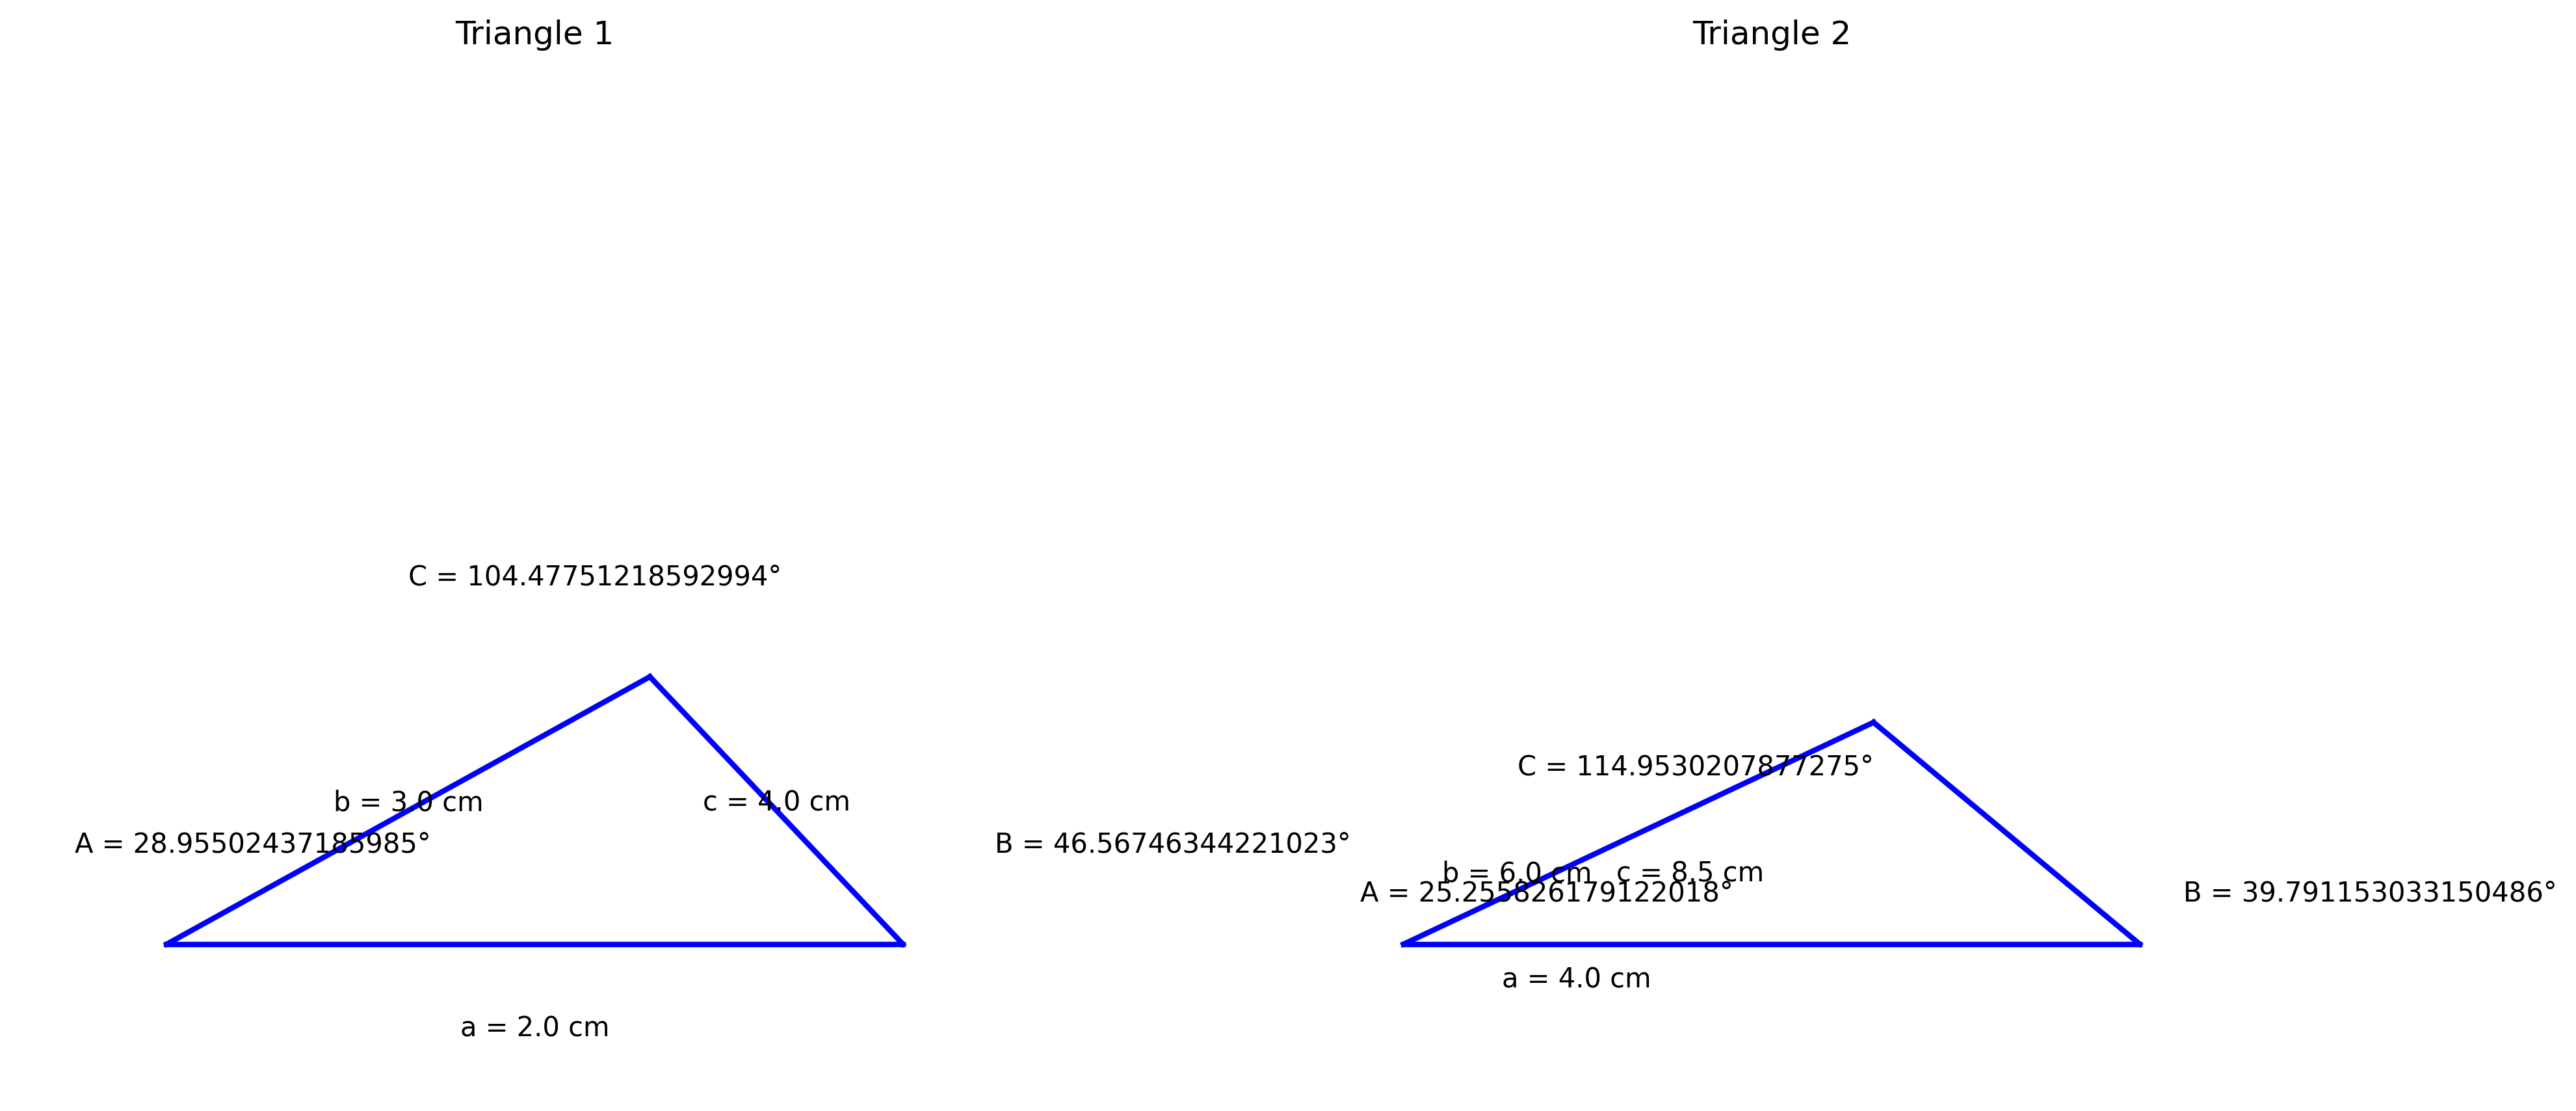 Triangle 1
C = 104.47751218592994°
b = 3.0 cm
c = 4.0 cm
A = 28.95502437185985°
B = 46.56746344221023°
a = 2.0 cm
Triangle 2
C = 114.9530207877275°
b = 6.0 cm
c = 8.5 cm
A = 25.255826179122018°
B = 39.791153033150486°
a = 4.0 cm